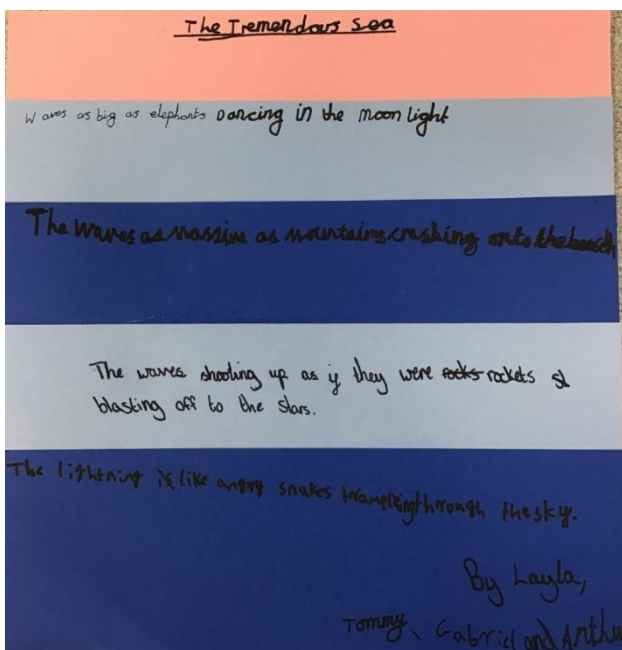 The Tremendous Sea
Waves as big as elephants Dancing in the moon light
The waves as massive as mountains crashing onto the beach
The waves shooting up as if they were rocks rockets st
blasting off to the stars.
The lightning is like angry snakes trampling through the sky.
By Layla,
Tommy, Gabriel and Arthu